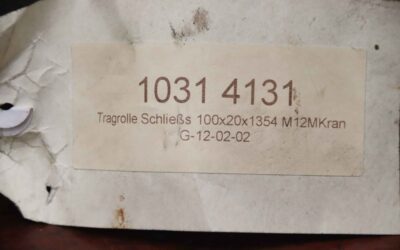 1031 4131
Tragrolle Schließs 100x20x1354 M12MKran
G-12-02-02